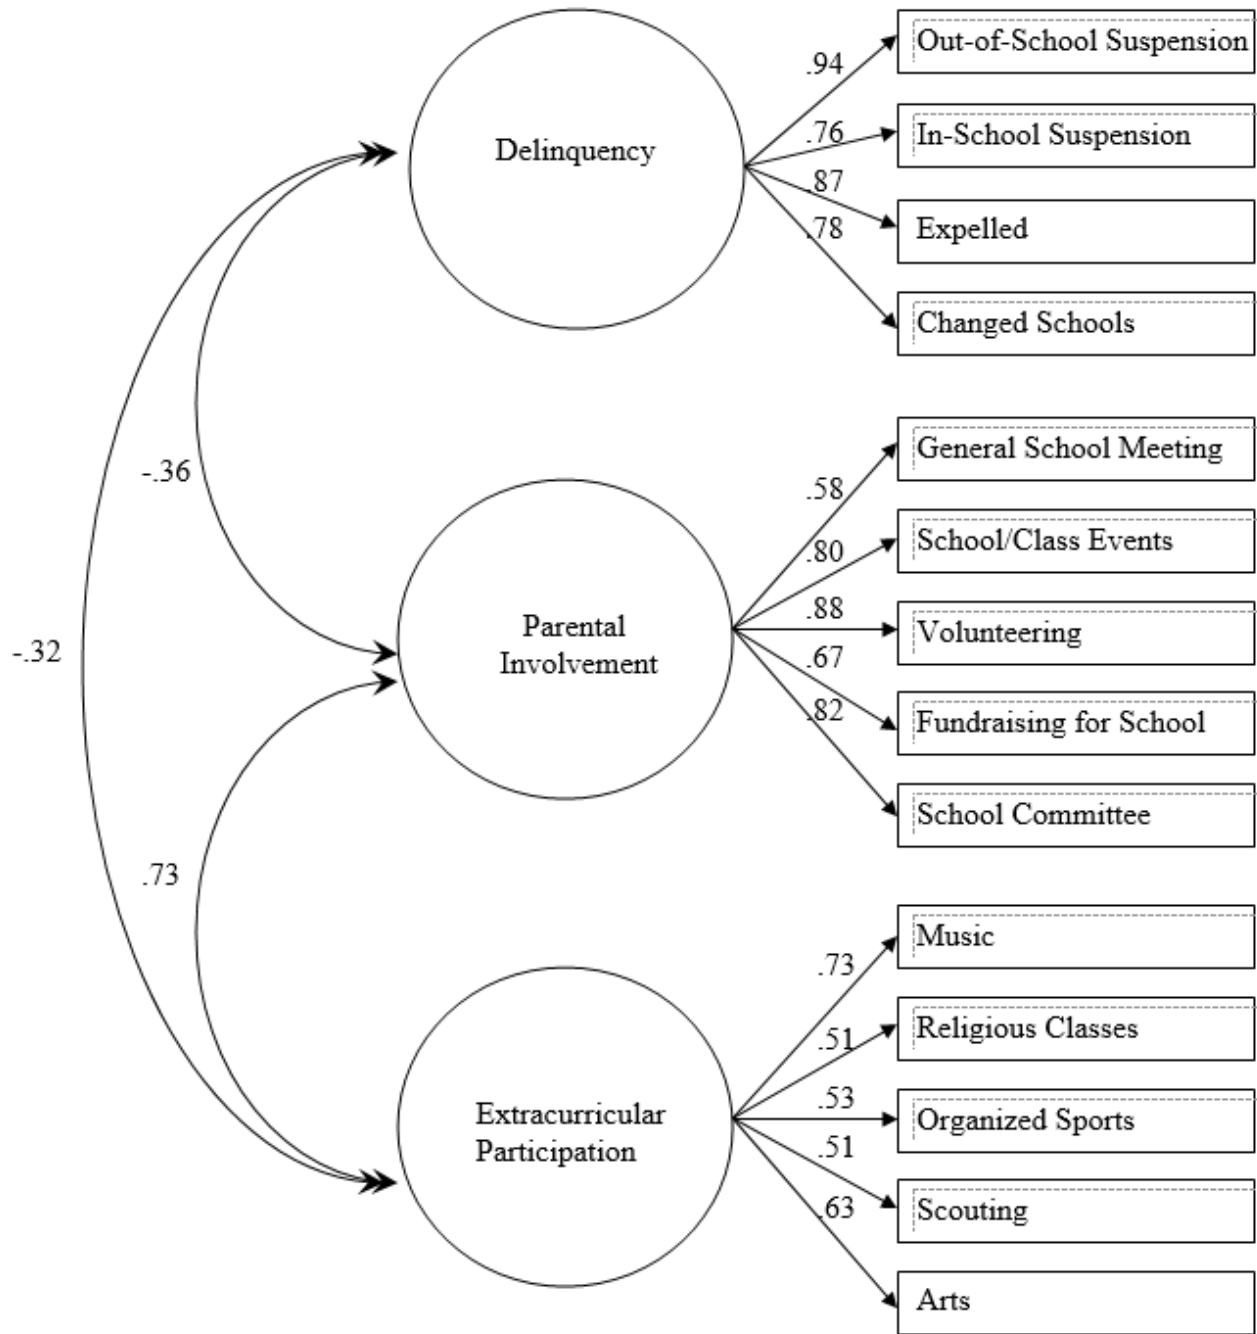 Out-of-School Suspension
.94
In-School Suspension
.76
Delinquency
.87
Expelled
.78
Changed Schools
-.36
General School Meeting
.58
School/Class Events
.80
.88
Parental
Involvement
Volunteering
-.32
.67
.82
Fundraising for School
School Committee
.73
Music
.73
Religious Classes
.51
.53
Extracurricular
Participation
Organized Sports
.51
.63
Scouting
Arts